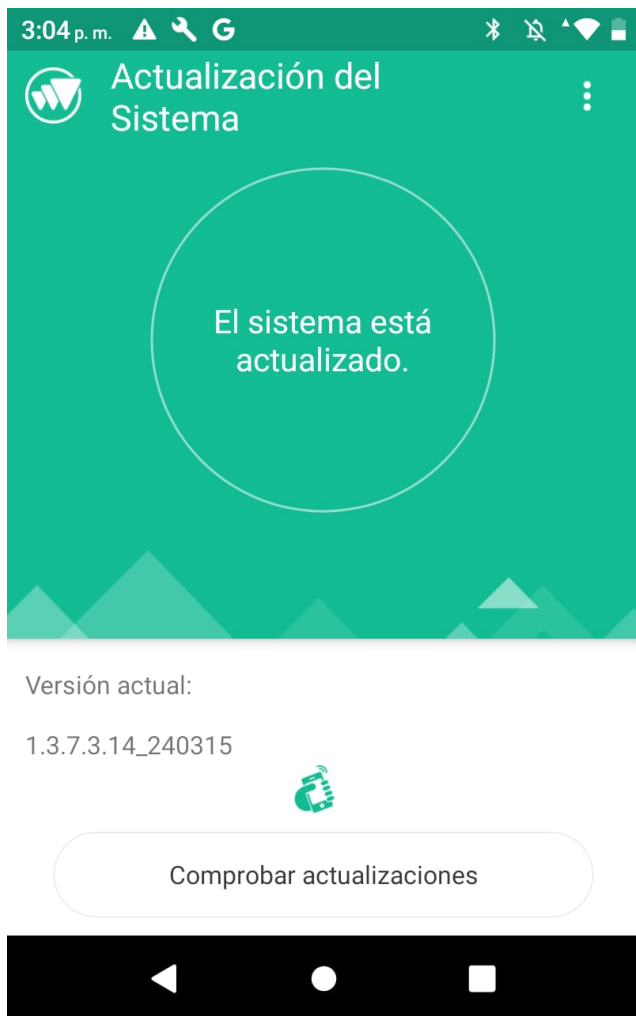 3:04 p. m.
Actualización del
Sistema
El sistema está
actualizado.
Versión actual:
1.3.7.3.14_240315
Comprobar actualizaciones